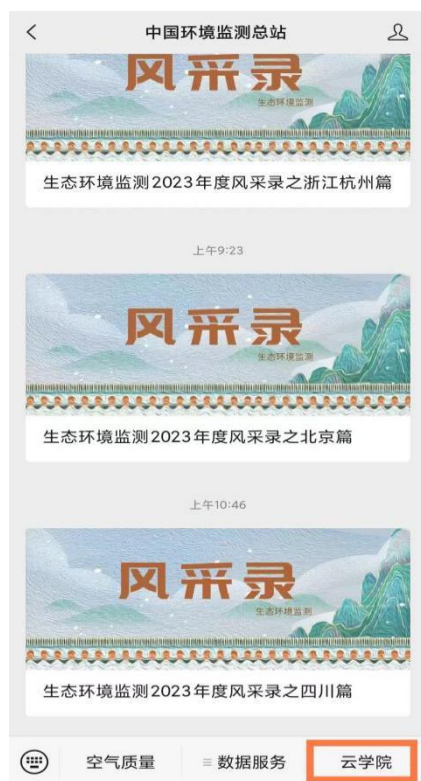 中国环境监测总站
风采录
生态环境监测
生态环境监测2023年度风采录之浙江杭州篇
上午9:23
风采录
生态环境监测
生态环境监测2023年度风采录之北京篇
上午10:46
风采录
生态环境监测
生态环境监测2023年度风采录之四川篇
空气质量
数据服务
云学院